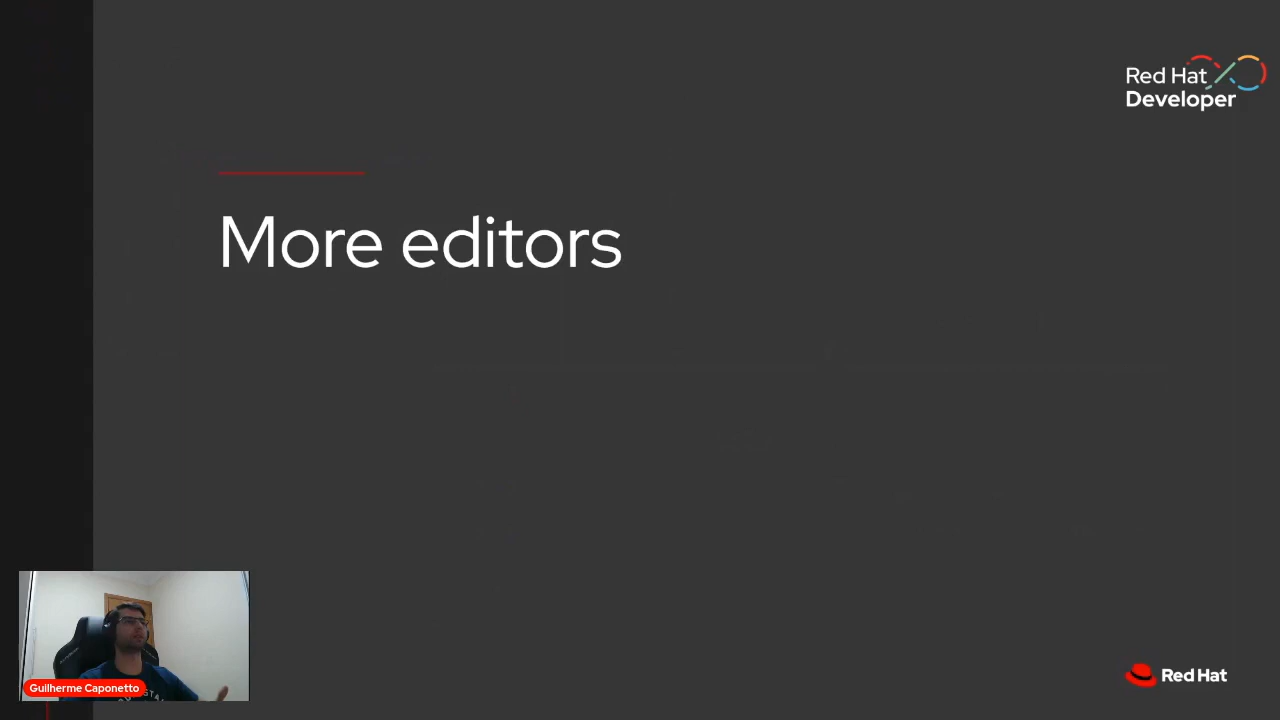 Red Hat
Developer
More editors
Guilherme Caponetto
Red Hat